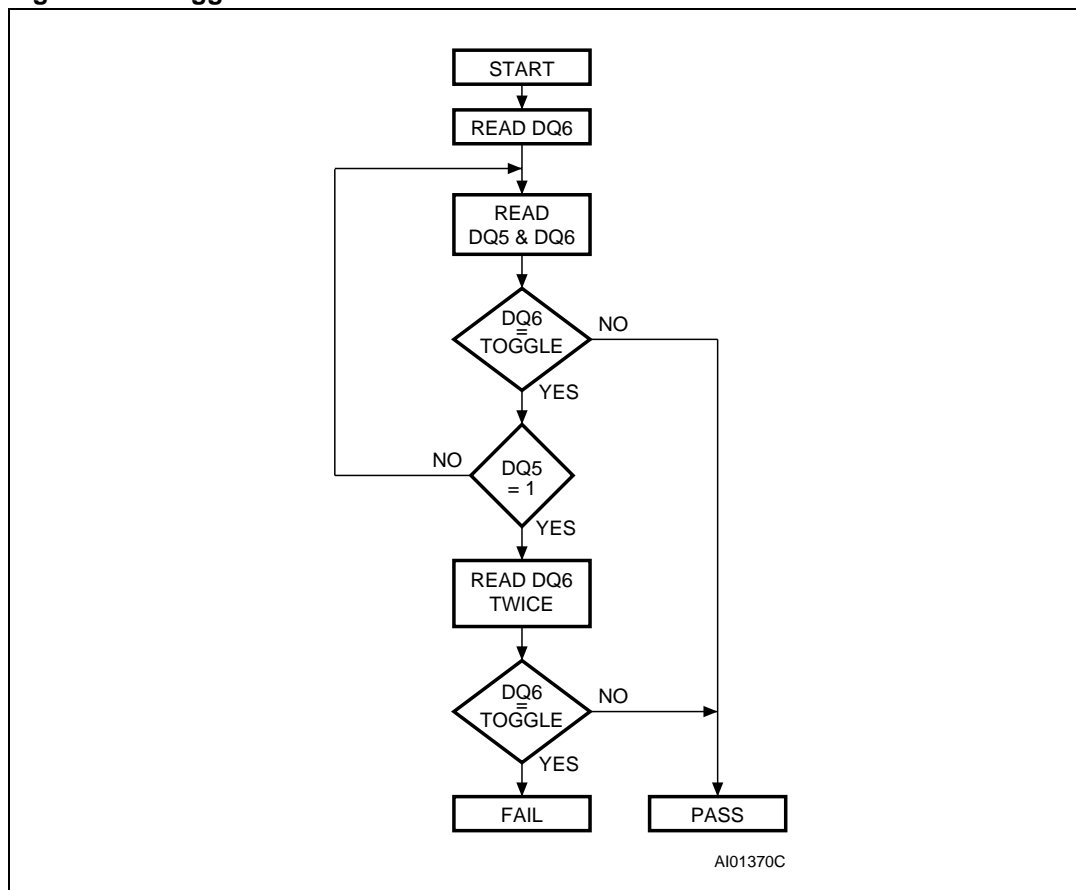 START
READ DQ6
READ
DQ5 & DQ6
DQ6
=
TOGGLE
NO
YES
NO
DQ5
= 1
YES
READ DQ6
TWICE
DQ6
=
TOGGLE
NO
YES
FAIL
PASS
AI01370C